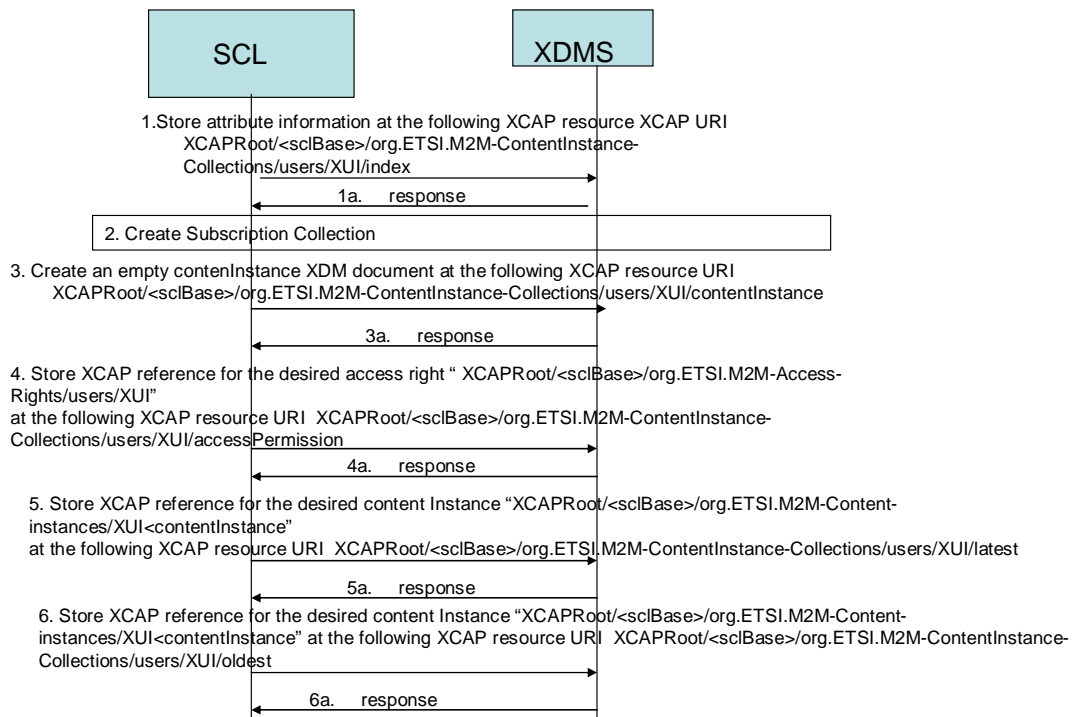 SCL
XDMS
1.Store attribute information at the following XCAP resource XCAP URI
XCAPRoot/<sclBase>/org.ETSI.M2M-ContentInstance-
Collections/users/XUI/index
1a. response
2. Create Subscription Collection
3. Create an empty contenInstance XDM document at the following XCAP resource URI
XCAPRoot/<sclBase>/org.ETSI.M2M-ContentInstance-Collections/users/XUI/contentInstance
3a. response
4. Store XCAP reference for the desired access right “ XCAPRoot/<sclBase>/org.ETSI.M2M-Access-
Rights/users/XUI”
at the following XCAP resource URI XCAPRoot/<sclBase>/org.ETSI.M2M-ContentInstance-
Collections/users/XUI/accessPermission
4a. response
5. Store XCAP reference for the desired content Instance “XCAPRoot/<sclBase>/org.ETSI.M2M-Content-
instances/XUI<contentInstance”
at the following XCAP resource URI XCAPRoot/<sclBase>/org.ETSI.M2M-ContentInstance-Collections/users/XUI/latest
5a. response
6. Store XCAP reference for the desired content Instance “XCAPRoot/<sclBase>/org.ETSI.M2M-Content-
instances/XUI<contentInstance” at the following XCAP resource URI XCAPRoot/<sclBase>/org.ETSI.M2M-ContentInstance-
Collections/users/XUI/oldest
6a. response